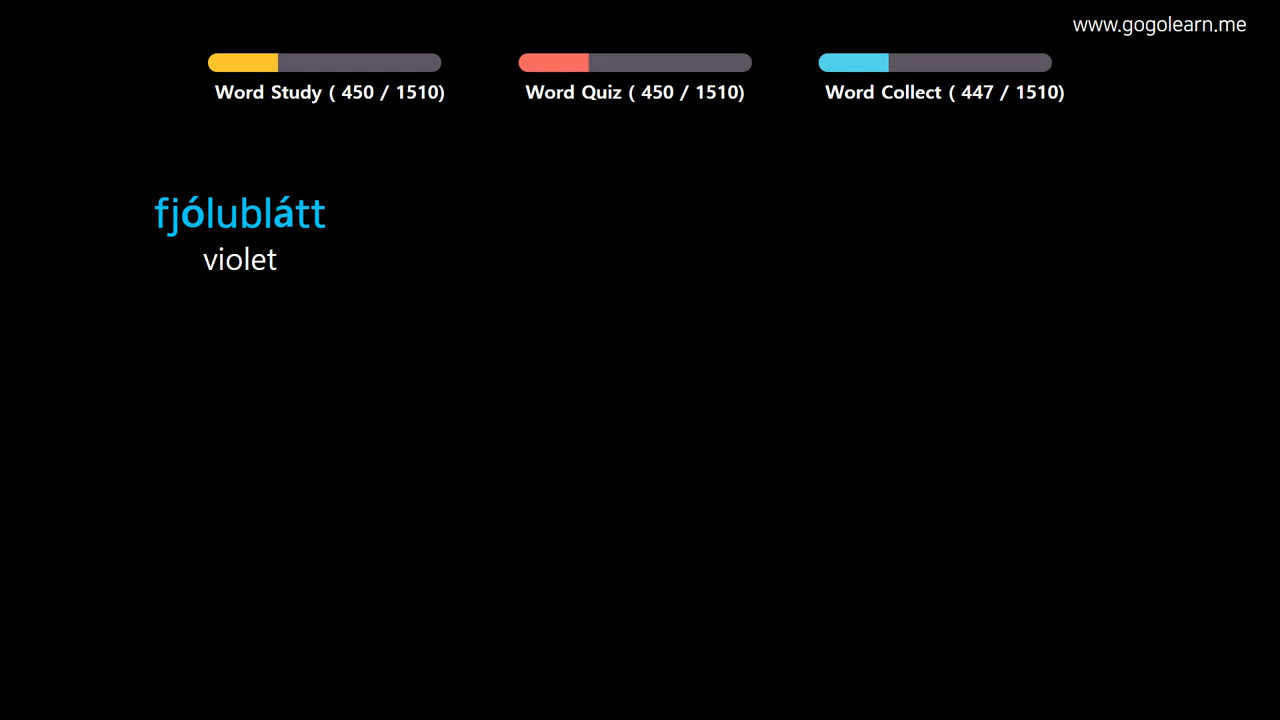 www.gogolearn.me
Word Study ( 450 / 1510)
Word Quiz ( 450 / 1510)
Word Collect ( 447 / 1510)
fjólublátt
violet